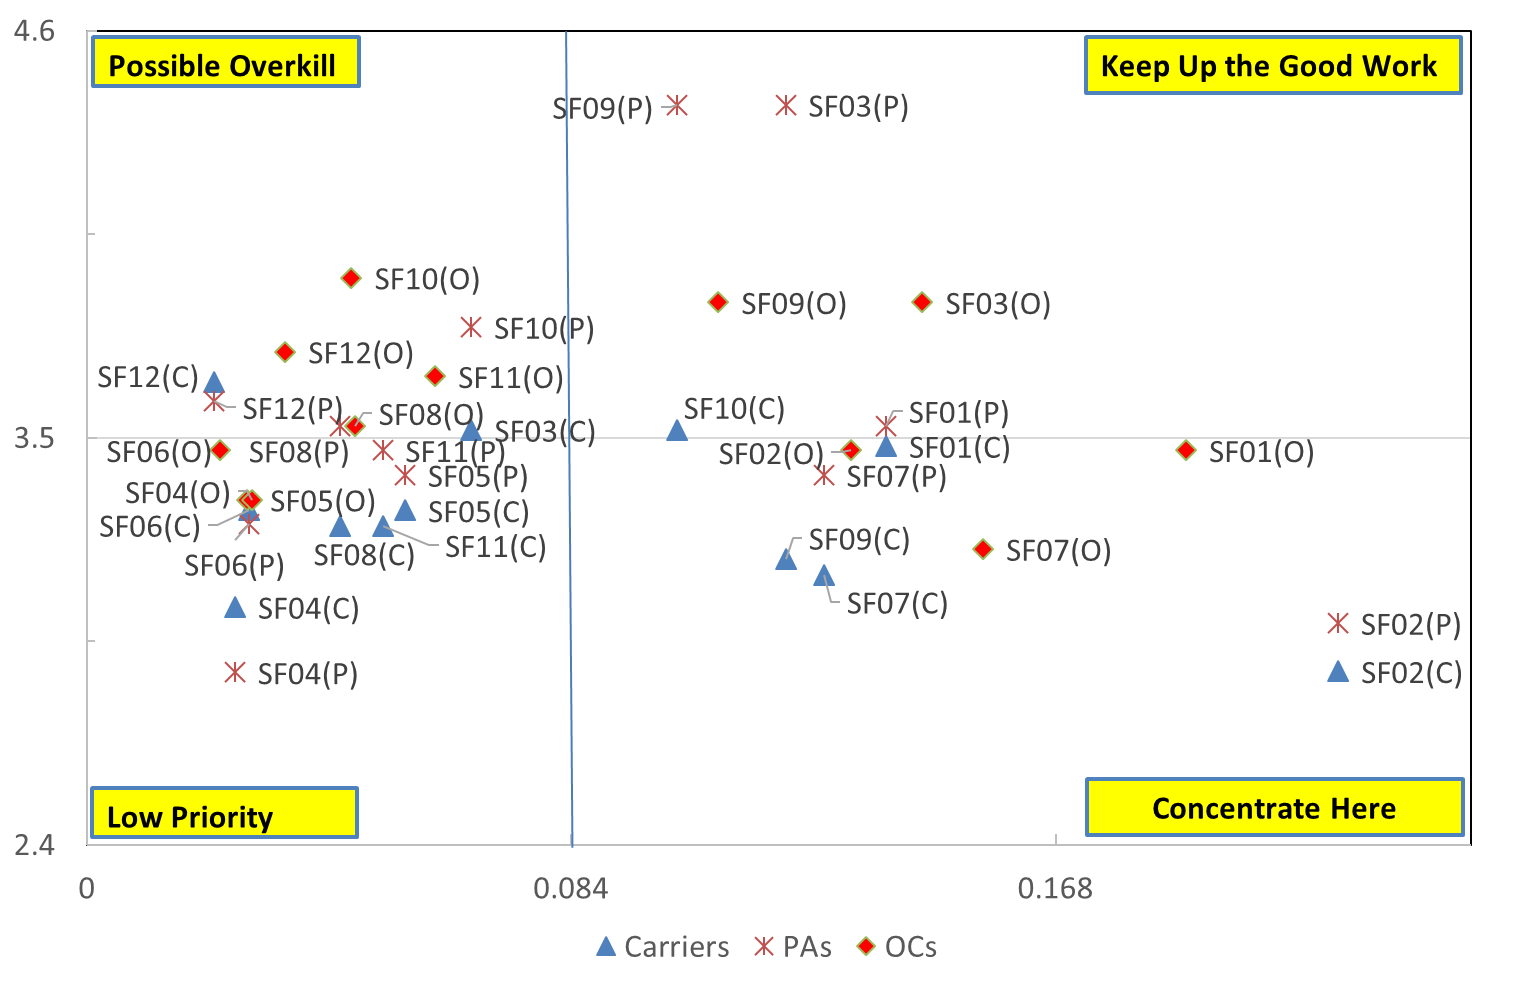 4.6
Possible Overkill
Keep Up the Good Work
SF09(P)
SF03(P)
SF10(O)
SF09(O)
SF03(O)
SF10(P)
SF12(O)
SF12(C)
SF11(O)
SF12(P)
SF08(O)
SF10(C)
SF01(P)
3.5
SF03(C)
SF01(C)
SF06(O)
SF08(P)
SF11(P)
SF02(O)
SF01(O)
SF05(P)
SF07(P)
SF04(O)
SF05(O)
SF05(C)
SF06(C)
SF09(C)
SF11(C)
SF08(C)
SF07(O)
SF06(P)
SF04(C)
SF07(C)
SF02(P)
SF04(P)
SF02(C)
Low Priority
Concentrate Here
2.4
0
0.084
0.168
Carriers
PAs
OCs